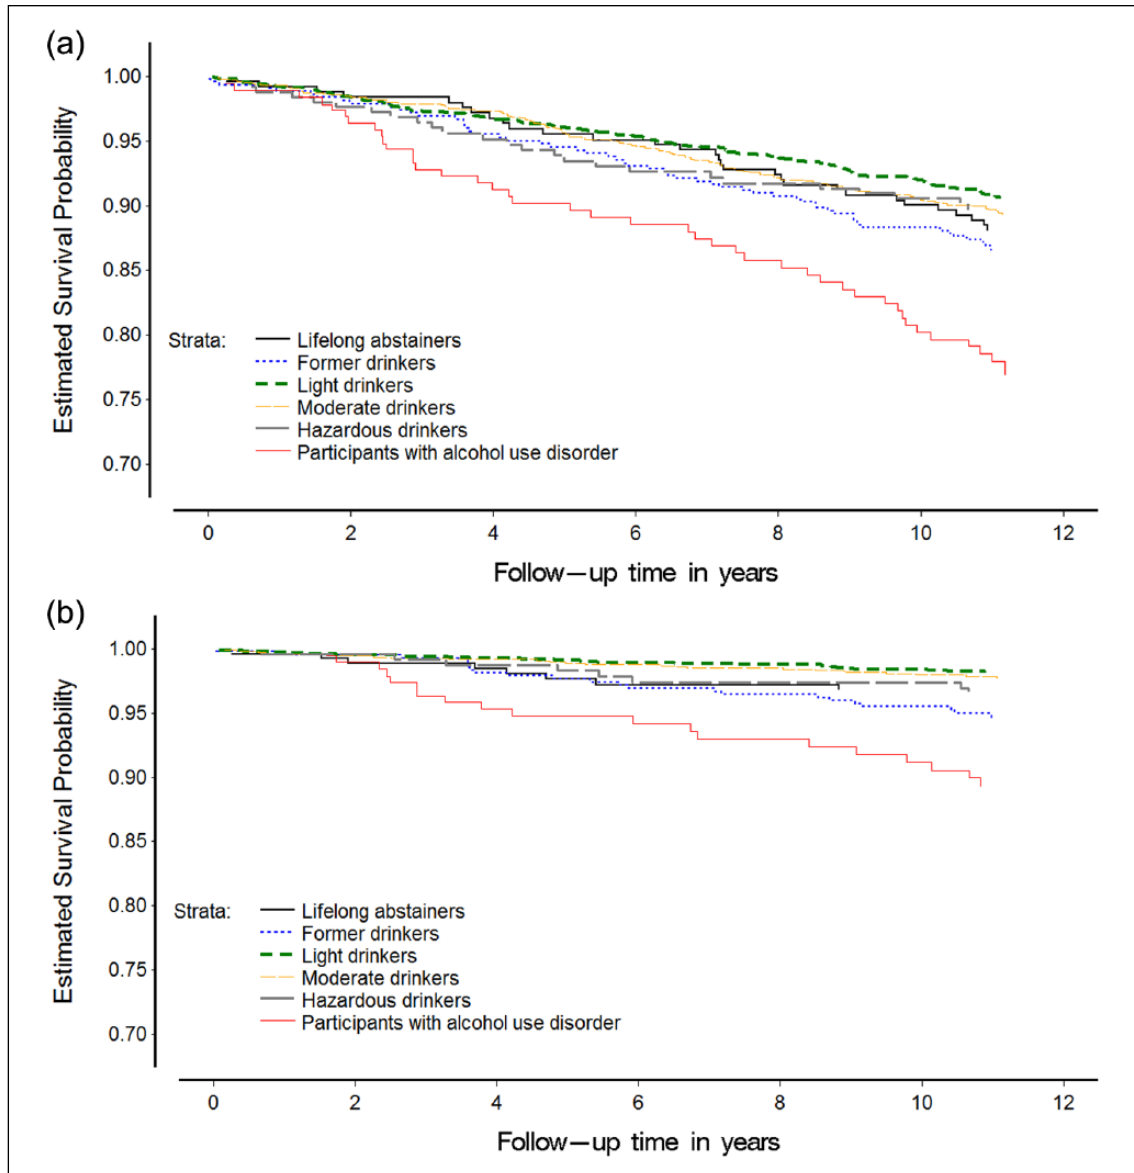 (a)
Estimated Survival Probability
1.00
0.95
0.90
0.85
0.80
0.75
0.70
Strata:
Lifelong abstainers
Former drinkers
Light drinkers
Moderate drinkers
Hazardous drinkers
Participants with alcohol use disorder
0 2 4 6 8 10 12
Follow—up time in years
(b)
Estimated Survival Probability
1.00
0.95
0.90
0.85
0.80
0.75
0.70
Strata:
Lifelong abstainers
Former drinkers
Light drinkers
Moderate drinkers
Hazardous drinkers
Participants with alcohol use disorder
0 2 4 6 8 10 12
Follow—up time in years